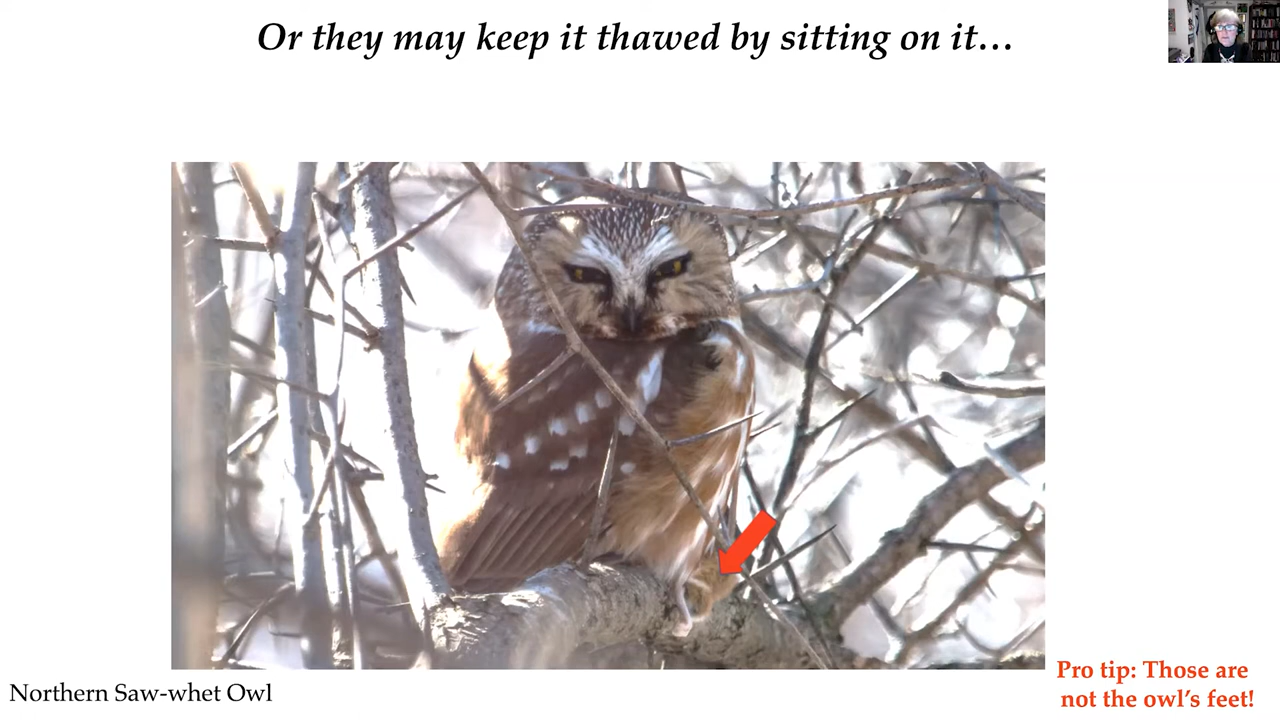 Or they may keep it thawed by sitting on it…
Northern Saw-whet Owl
Pro tip: Those are
not the owl's feet!